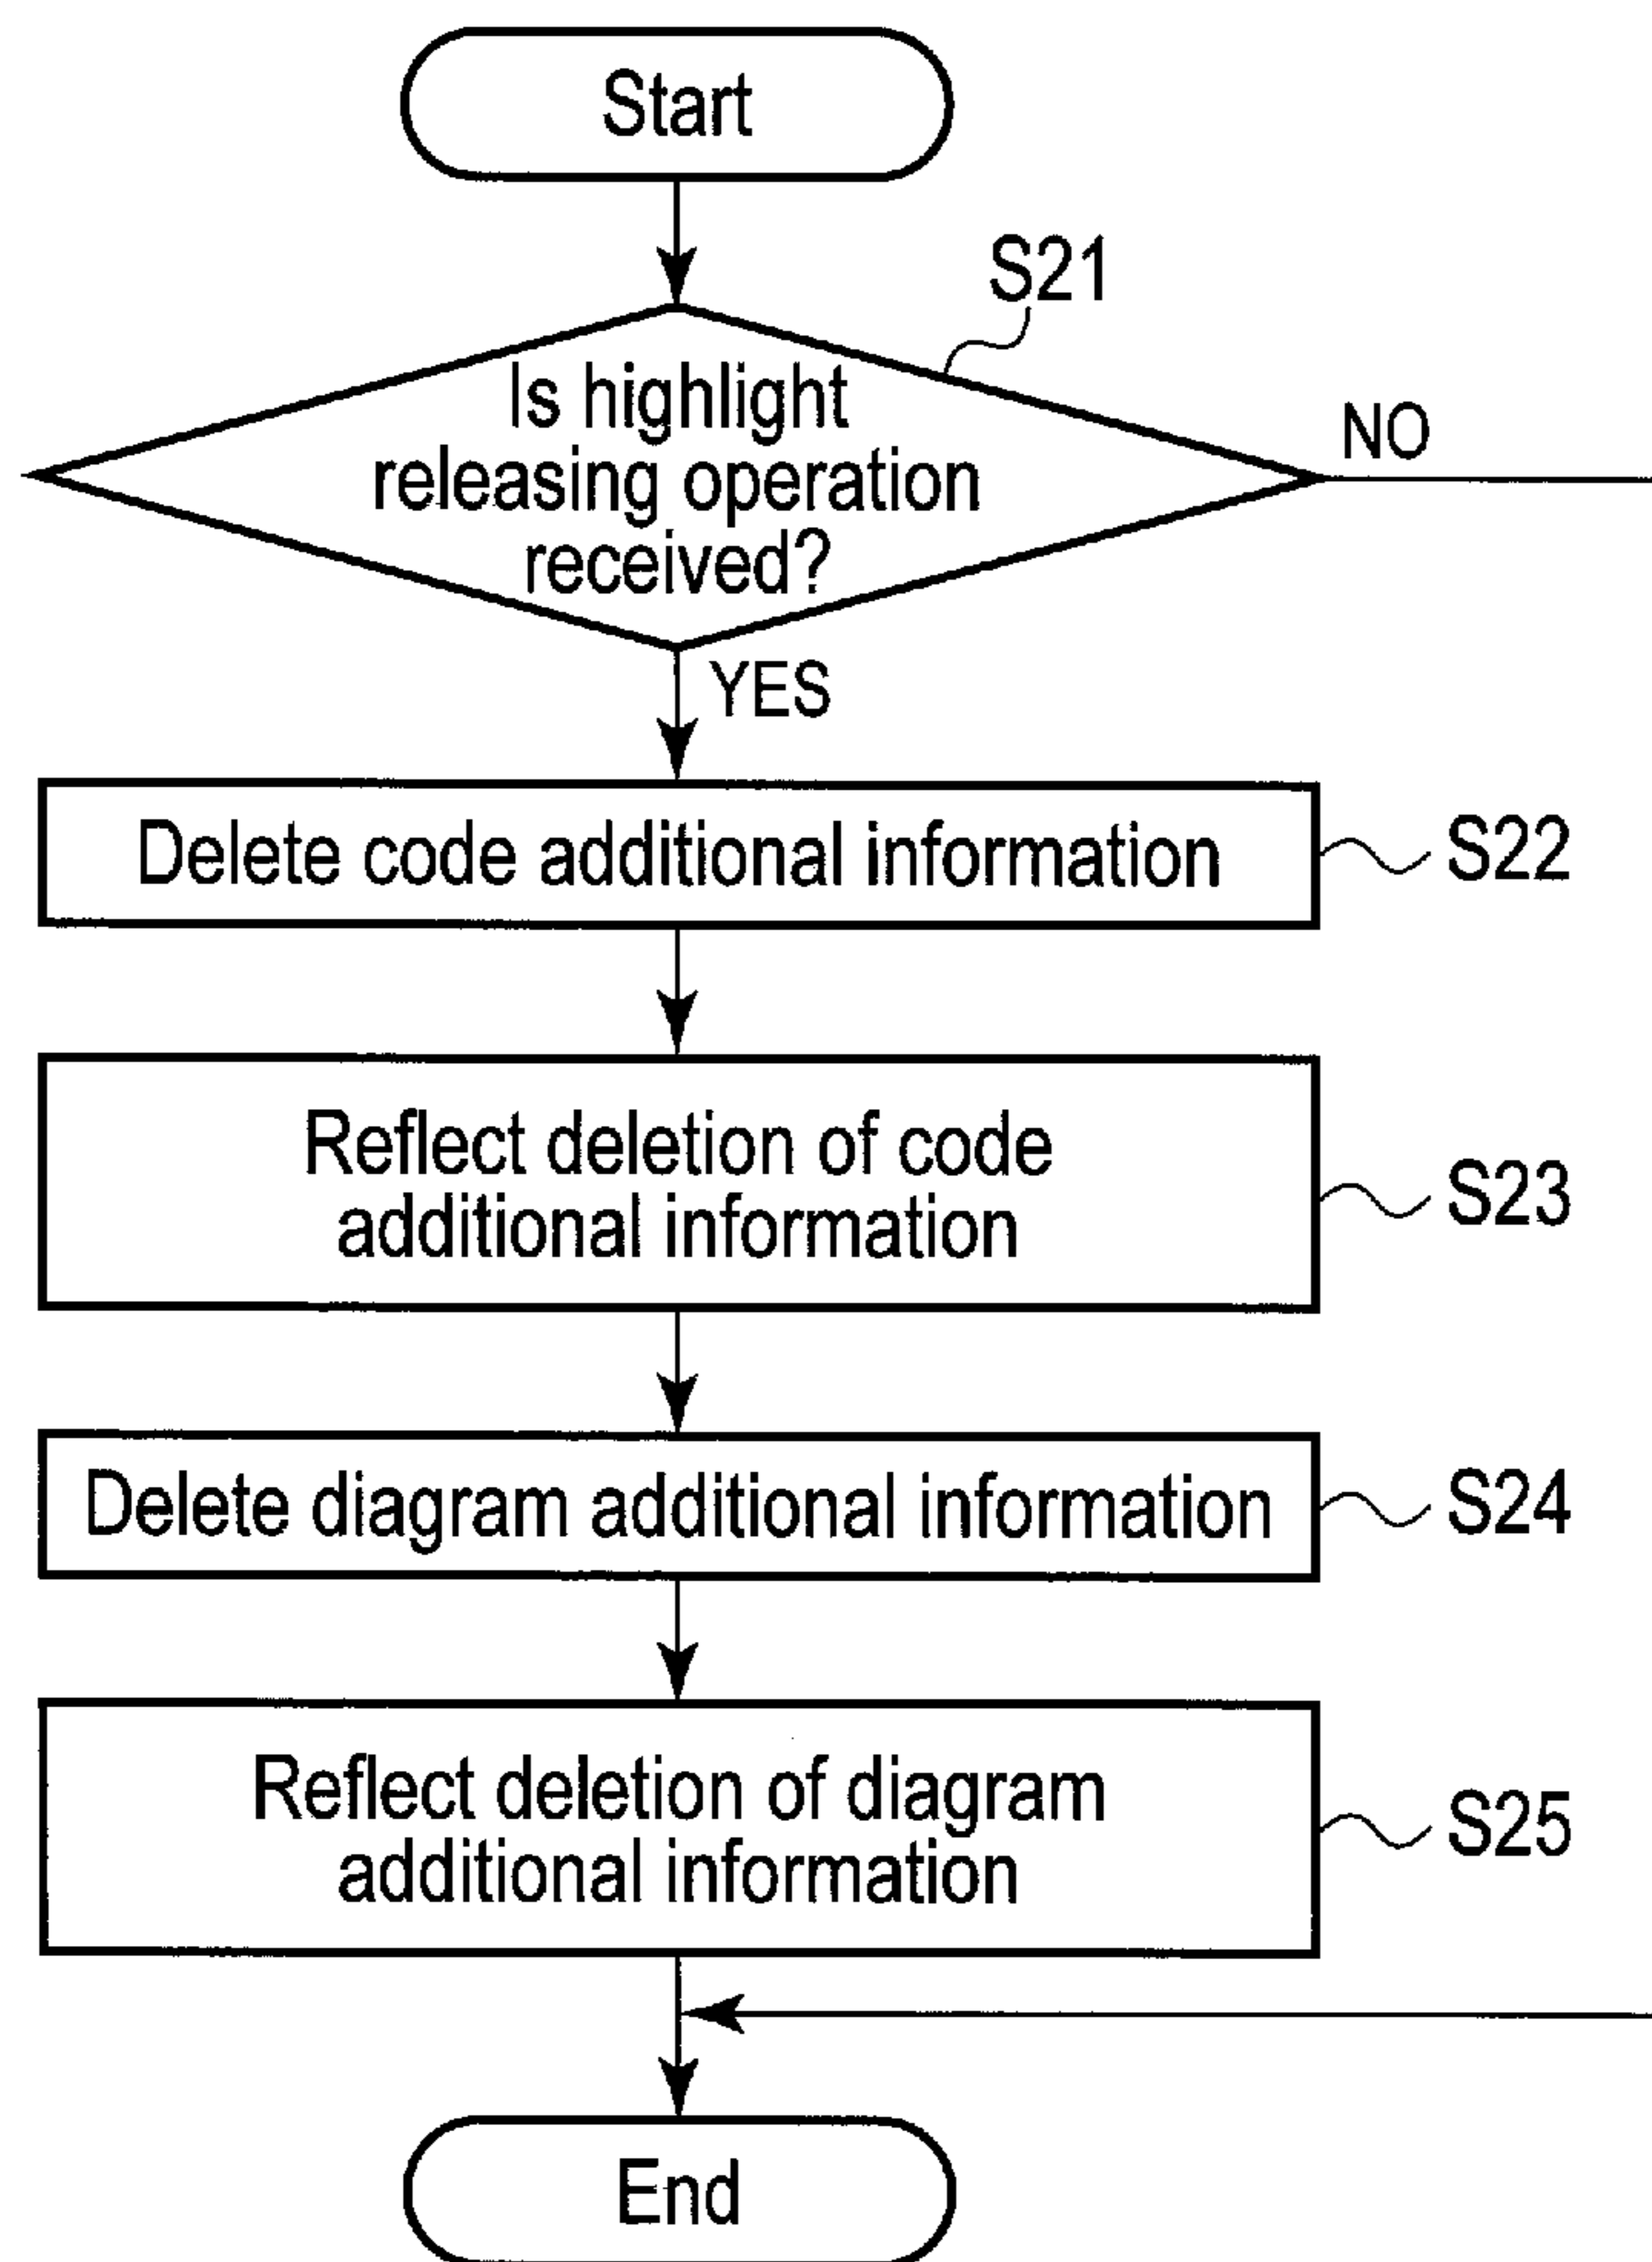 Start
S21
Is highlight
releasing operation
received?
NO
YES
Delete code additional information
S22
Reflect deletion of code
additional information
S23
Delete diagram additional information
S24
Reflect deletion of diagram
additional information
S25
End